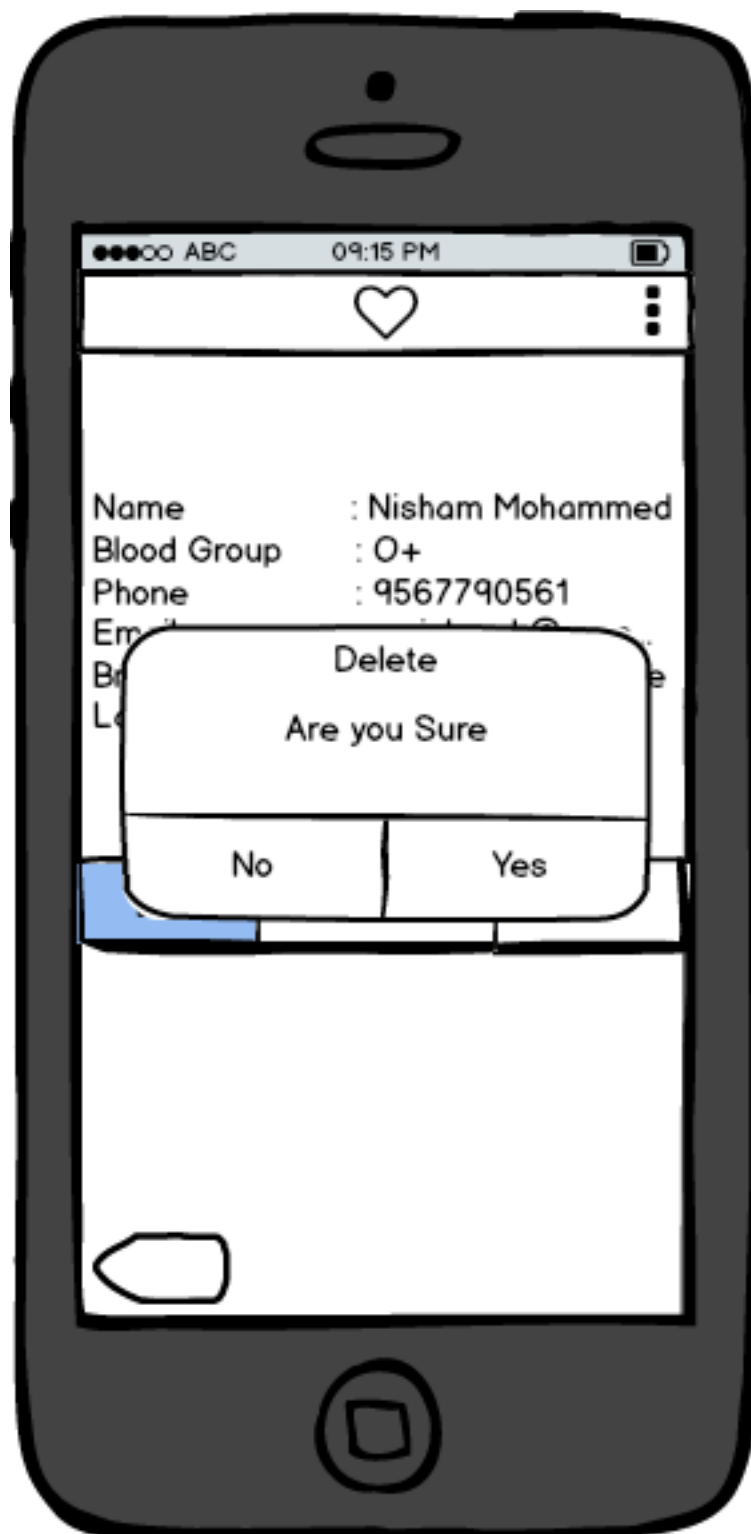 ABC 09:15 PM
Name : Nisham Mohammed
Blood Group : O+
Phone : 9567790561
Delete
Are you Sure
No Yes